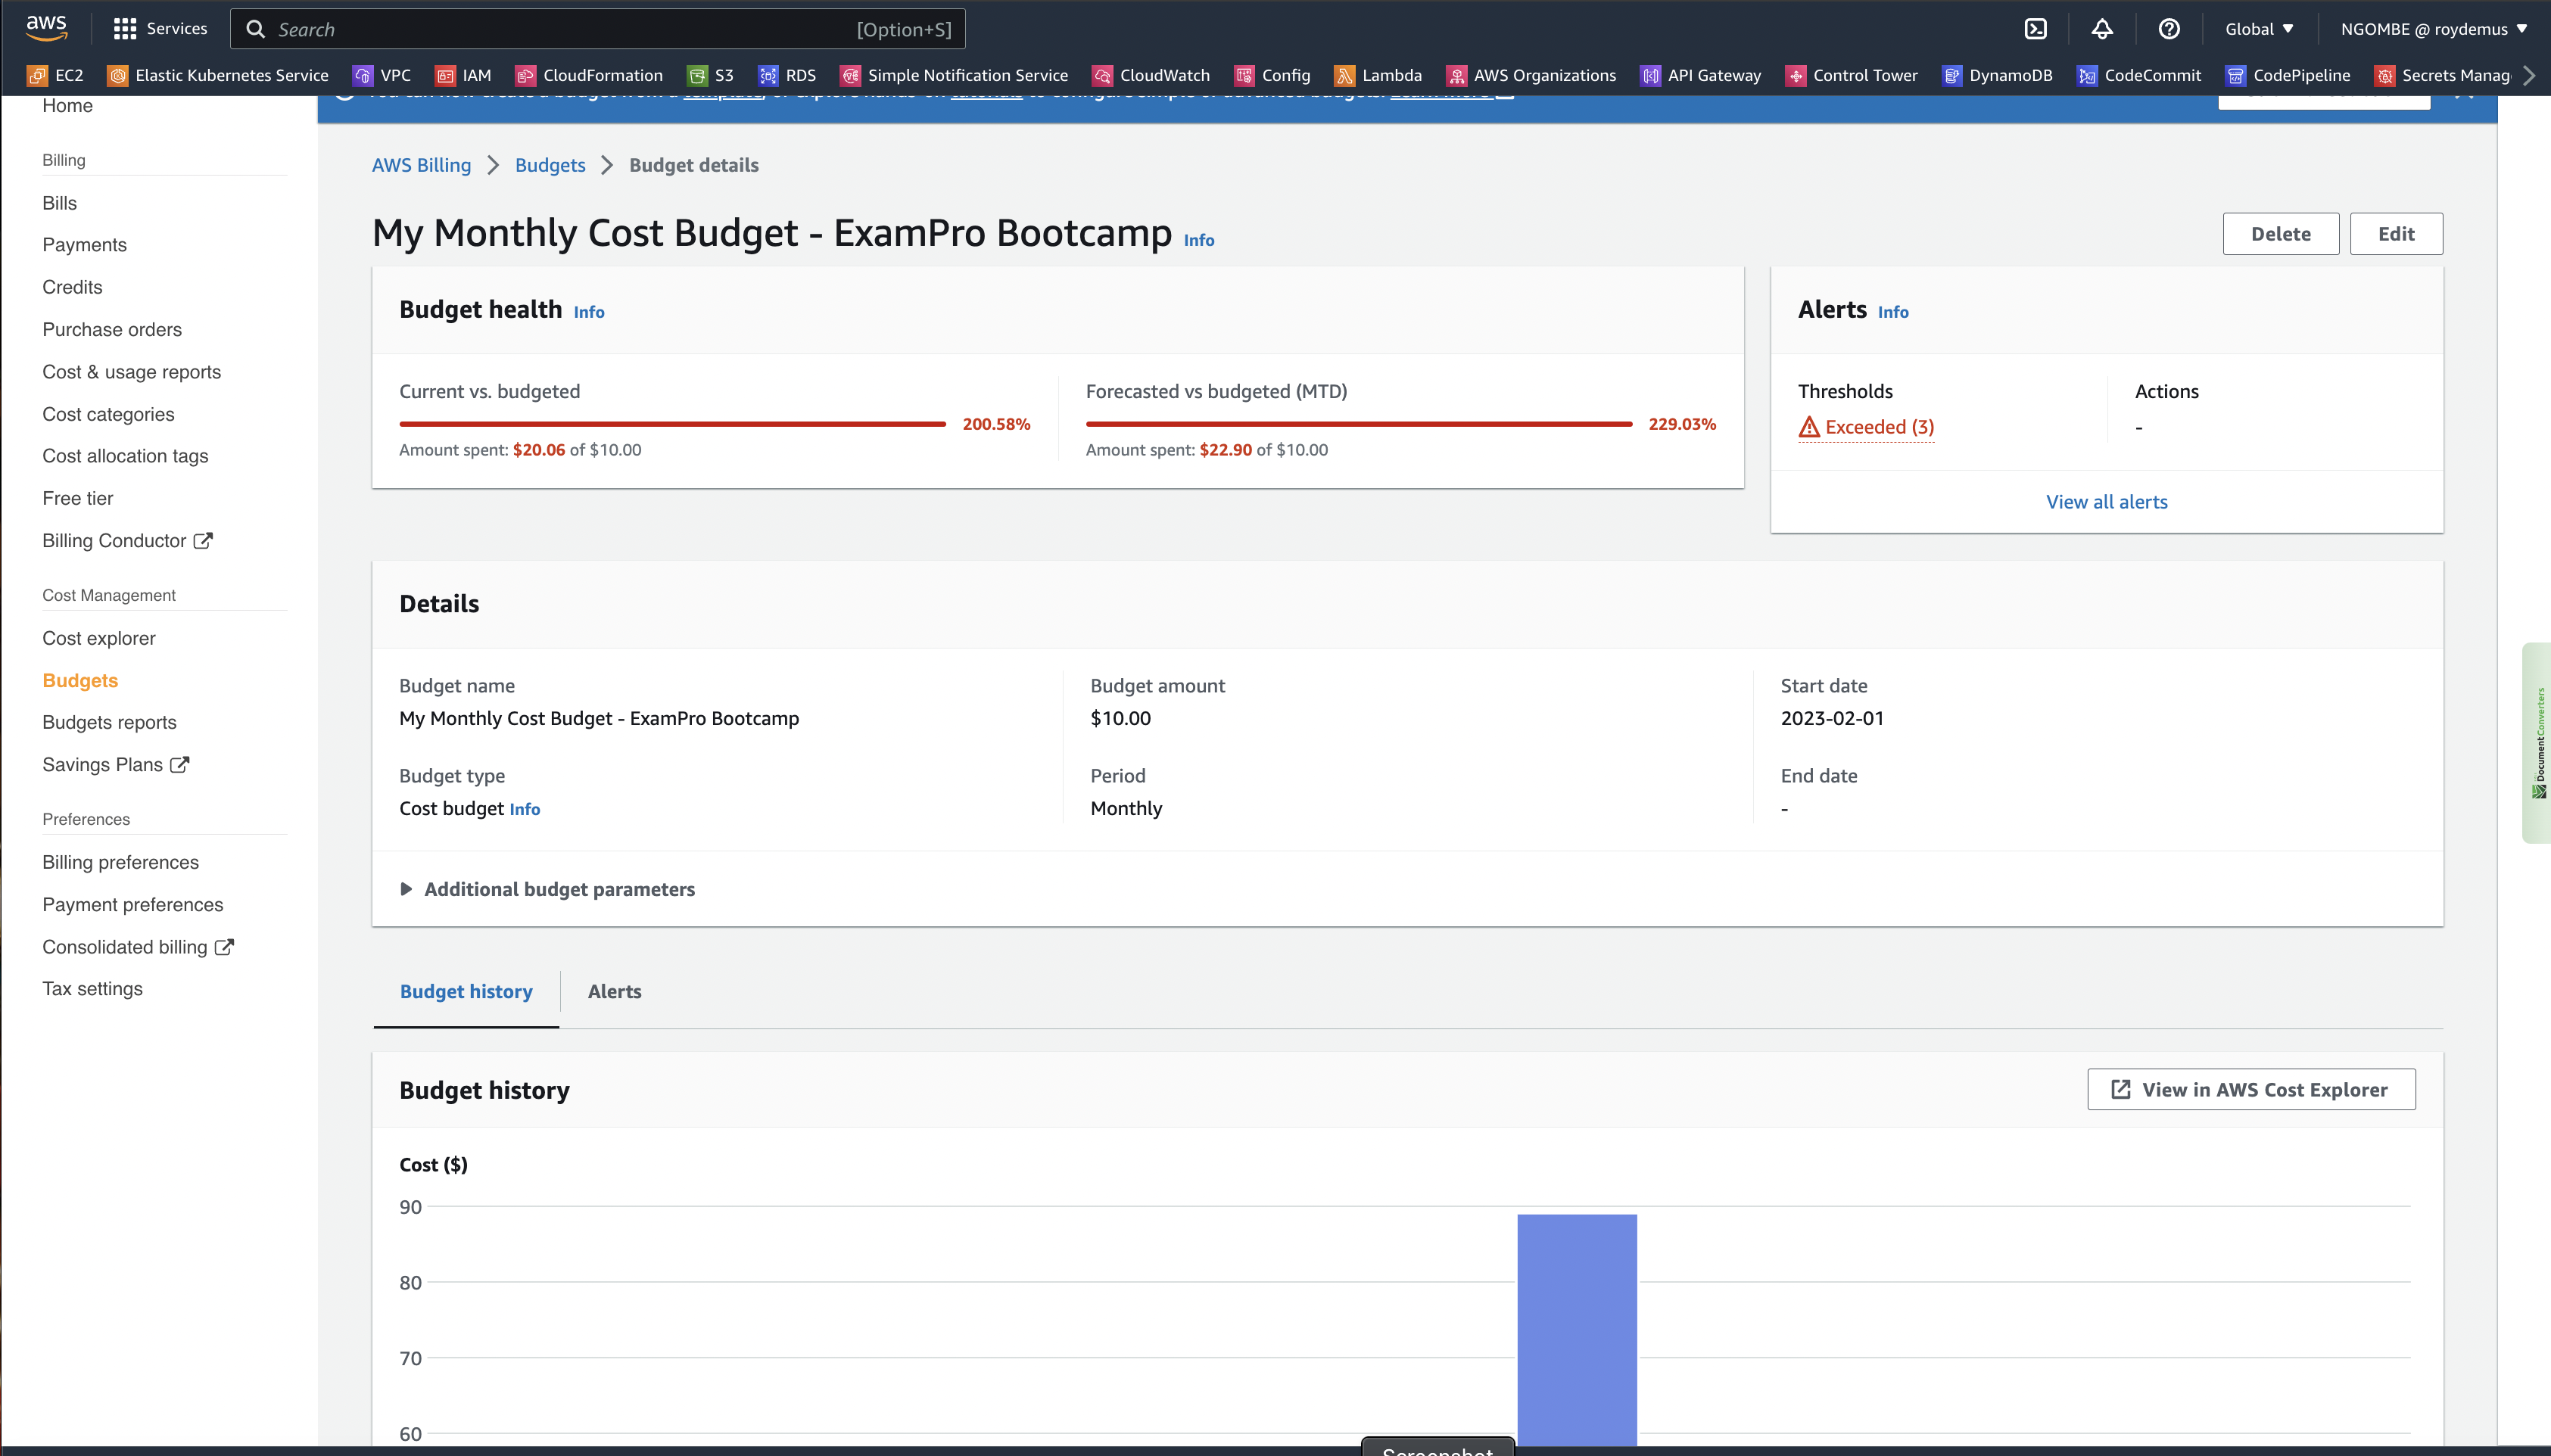 aws
Services
Search
[Option+S]
Global
NGOMBE @ roydemus
EC2
Elastic Kubernetes Service
VPC
IAM
CloudFormation
S3
RDS
Simple Notification Service
CloudWatch
Config
Lambda
AWS Organizations
API Gateway
Control Tower
DynamoDB
CodeCommit
CodePipeline
Secrets Manag
Home
Billing
Bills
Payments
Credits
Purchase orders
Cost & usage reports
Cost categories
Cost allocation tags
Free tier
Billing Conductor
Cost Management
Cost explorer
Budgets
Budgets reports
Savings Plans
Preferences
Billing preferences
Payment preferences
Consolidated billing
Tax settings
AWS Billing
Budgets
Budget details
My Monthly Cost Budget - ExamPro Bootcamp Info
Delete
Edit
Budget health Info
Current vs. budgeted
200.58%
Amount spent: $20.06 of $10.00
Forecasted vs budgeted (MTD)
229.03%
Amount spent: $22.90 of $10.00
Alerts Info
Thresholds
Exceeded (3)
Actions
-
View all alerts
Details
Budget name
My Monthly Cost Budget - ExamPro Bootcamp
Budget type
Cost budget Info
Budget amount
$10.00
Period
Monthly
Start date
2023-02-01
End date
-
Additional budget parameters
Budget history
Alerts
Budget history
View in AWS Cost Explorer
Cost ($)
90
80
70
60
DocumentConverters